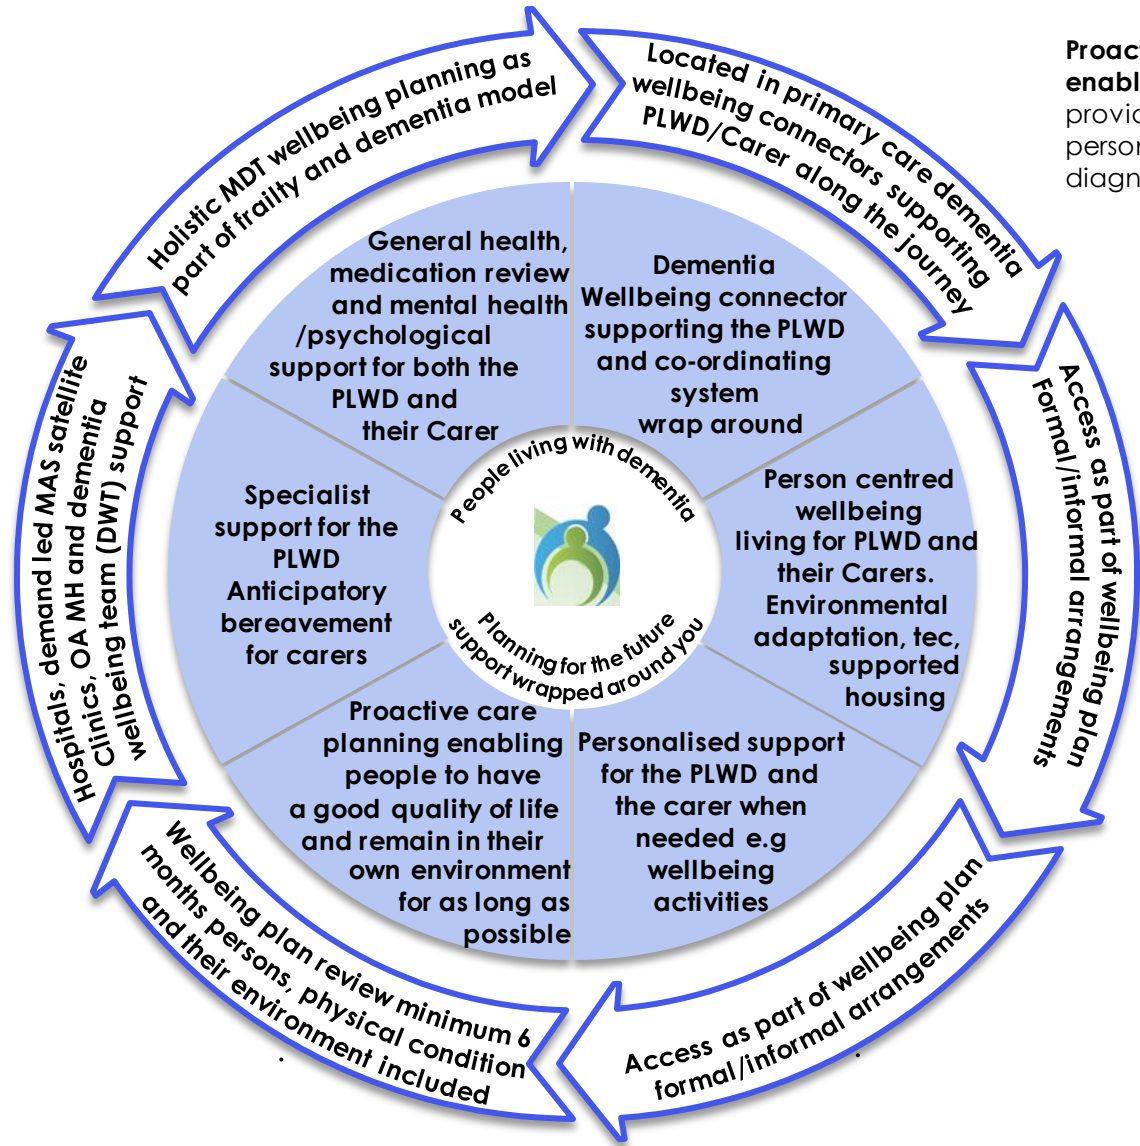 Located in primary care dementia
wellbeing connectors supporting
PLWD/Carer along the journey
Access as part of wellbeing plan
Formal/informal arrangements
Access as part of wellbeing plan
formal/informal arrangements
.
Wellbeing plan review minimum 6
months persons, physical condition
and their environment included
.
Hospitals, demand led MAS satellite
Clinics, OA MH and dementia
wellbeing team (DWT) support
Holistic MDT wellbeing planning as
part of frailty and dementia model
Dementia
Wellbeing connector
supporting the PLWD
and co-ordinating
system
wrap around
Person centred
wellbeing
living for PLWD and
their Carers.
Environmental
adaptation, tec,
supported
housing
Personalised support
for the PLWD and
the carer when
needed e.g
wellbeing
activities
Proactive care
planning enabling
people to have
a good quality of life
and remain in their
own environment
for as long as
possible
Specialist
support for the
PLWD
Anticipatory
bereavement
for carers
General health,
medication review
and mental health
/psychological
support for both the
PLWD and
their Carer
People living with dementia
Planning for the future
support wrapped around you
Proac
enabl
provid
person
diagn